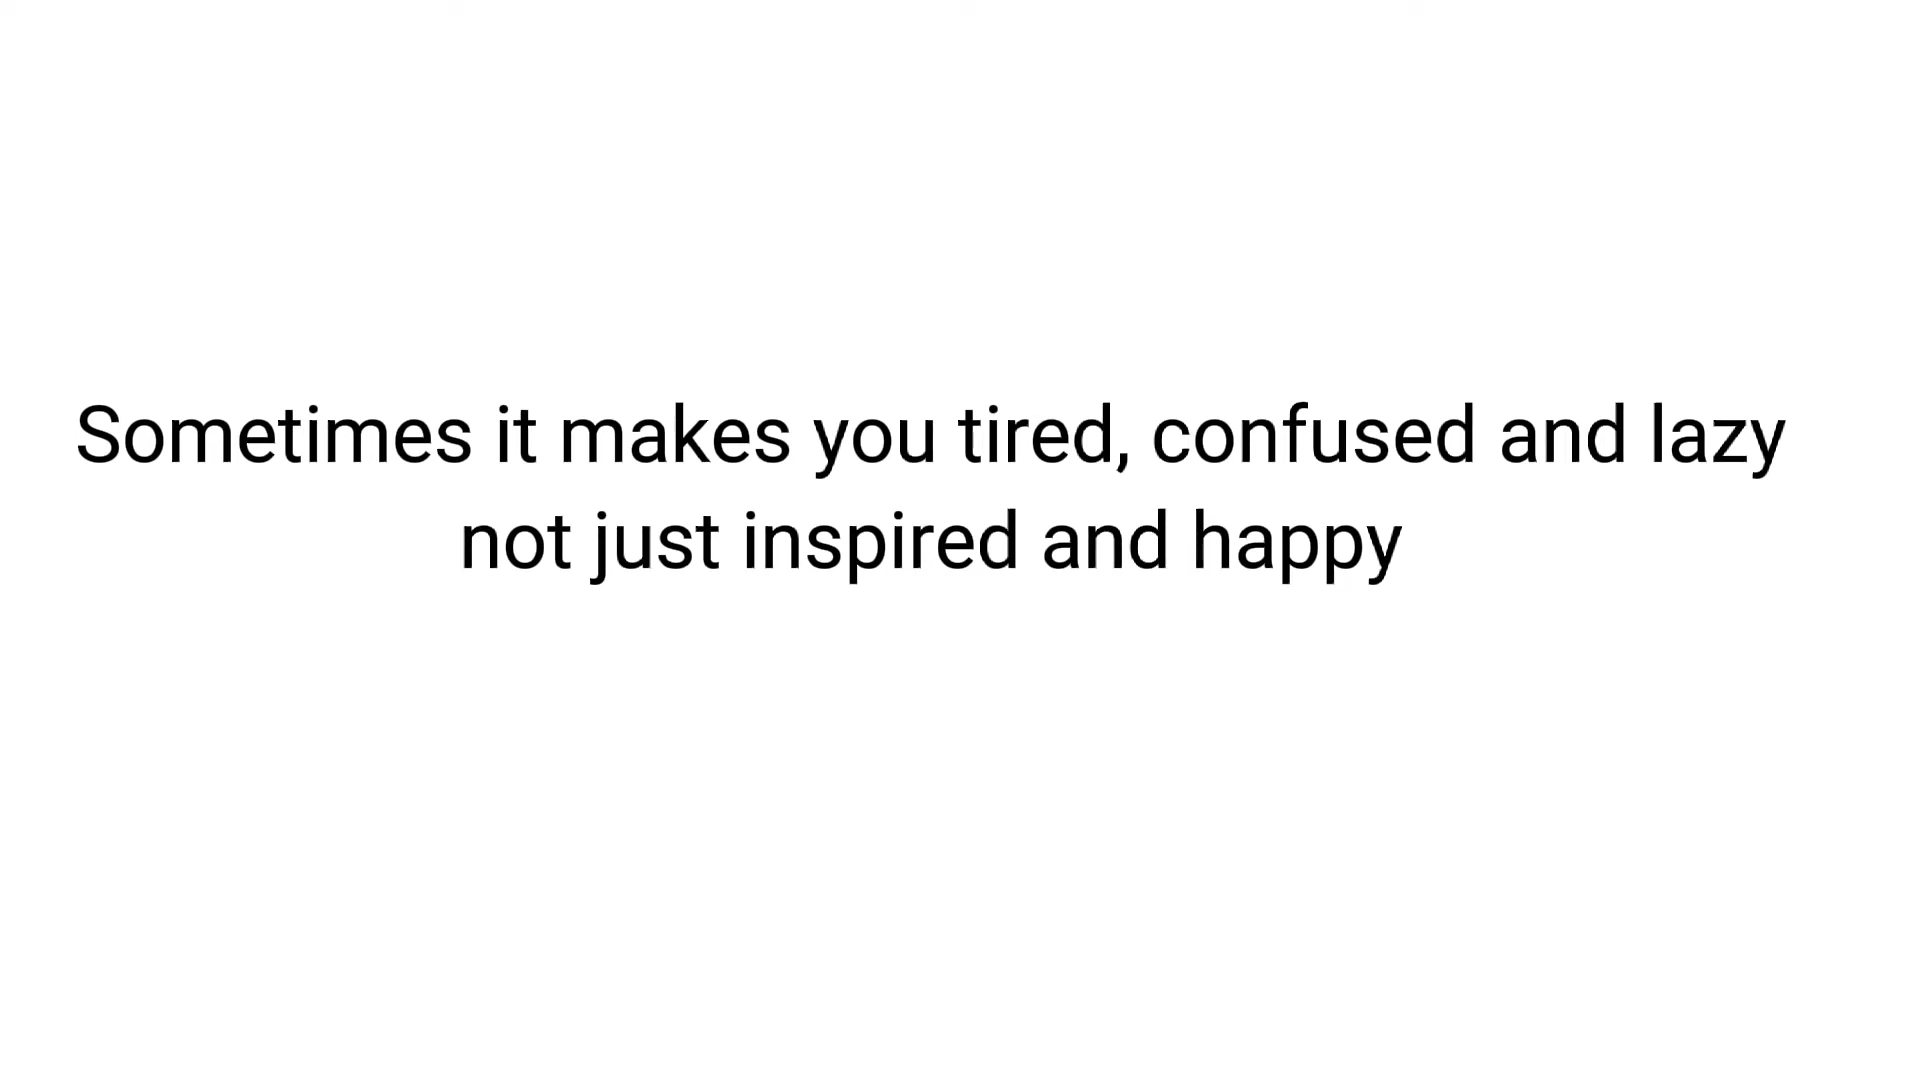 Sometimes it makes you tired, confused and lazy
not just inspired and happy